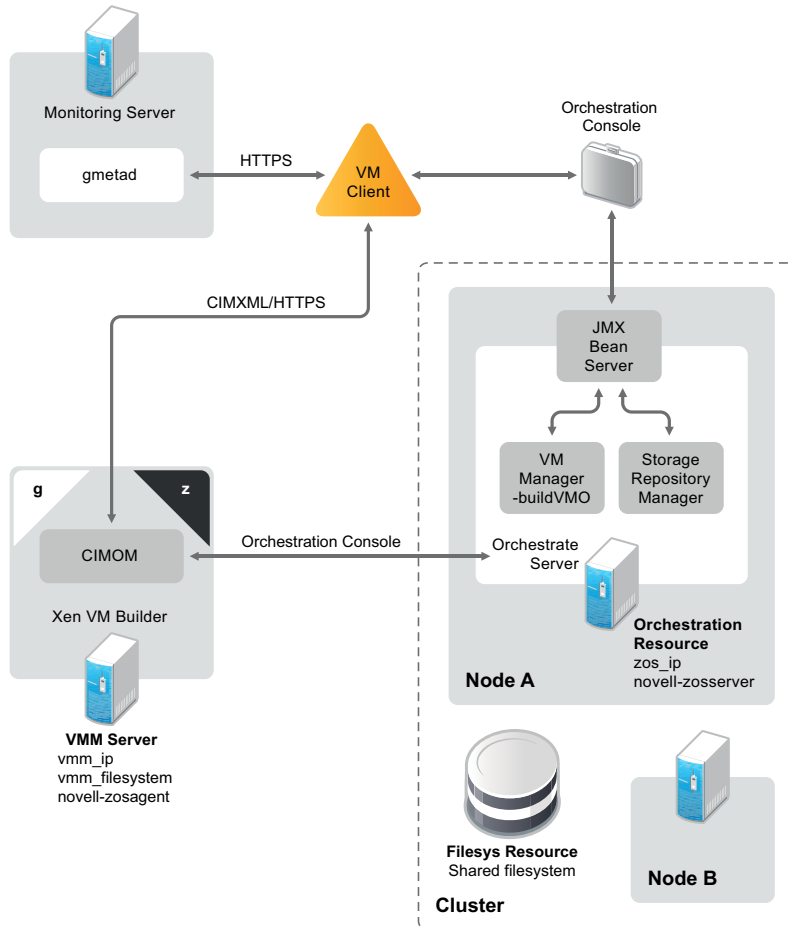 Monitoring Server
gmetad
HTTPS
VM
Client
Orchestration
Console
CIMXML/HTTPS
JMX
Bean
Server
VM
Manager
-buildVMO
Storage
Repository
Manager
g
z
CIMOM
Orchestration Console
Orchestrate
Server
Xen VM Builder
Orchestration
Resource
zos_ip
novell-zosserver
Node A
VMM Server
vmm_ip
vmm_filesystem
novell-zosagent
Filesys Resource
Shared filesystem
Node B
Cluster